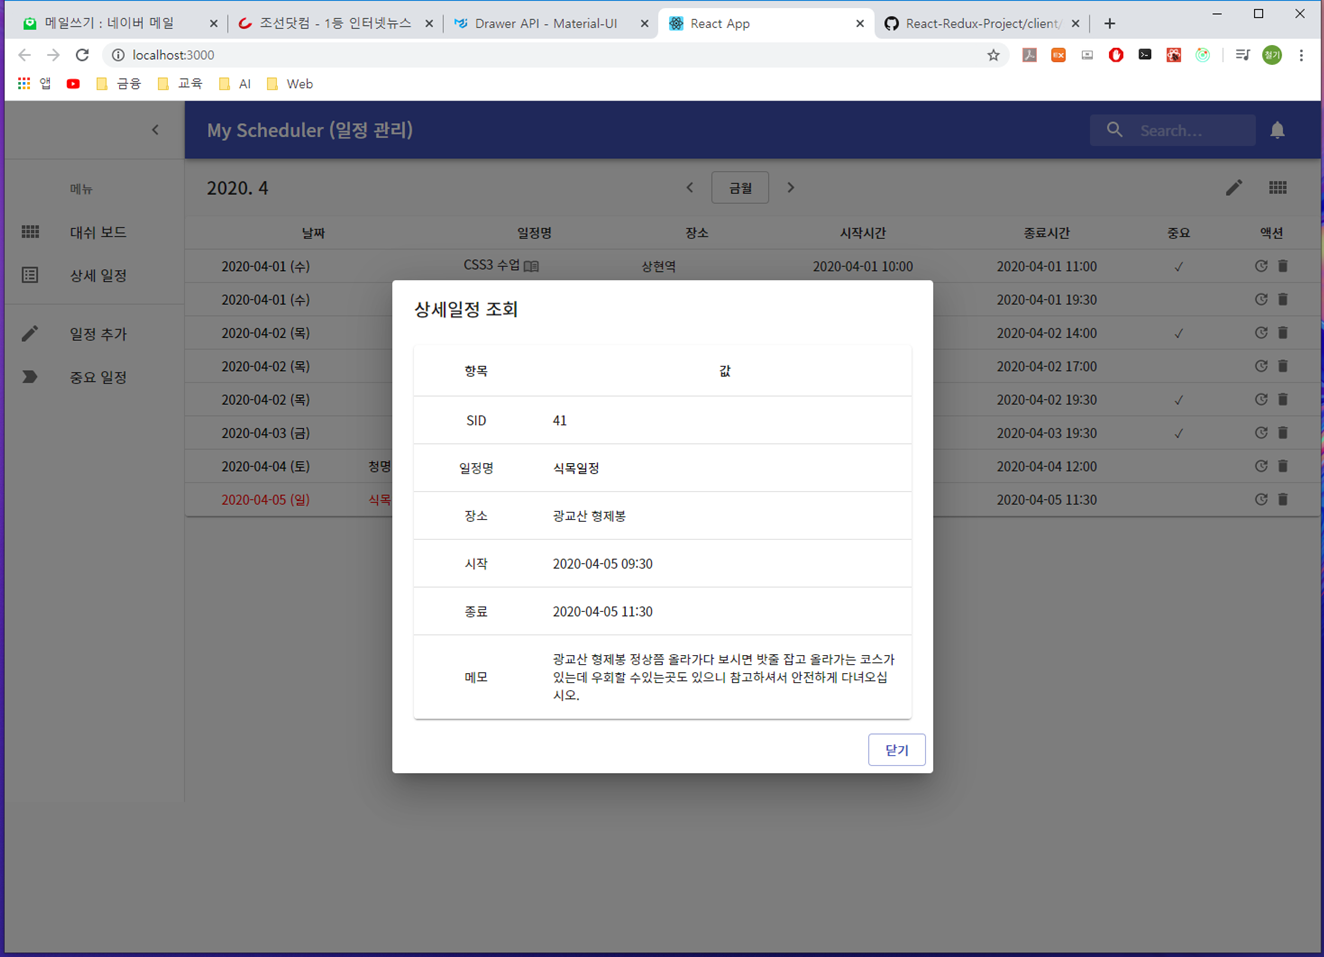 메일쓰기 : 네이버 메일
조선닷컴 - 1등 인터넷뉴스
Drawer API - Material-UI
React App
React-Redux-Project/client/
localhost:3000
앱
금융
교육
AI
Web
My Scheduler (일정 관리)
Search...
메뉴
대쉬 보드
상세 일정
일정 추가
중요 일정
2020. 4
금월
날짜 일정명 장소 시작시간 종료시간 중요 액션
2020-04-01 (수) CSS3 수업 상현역 2020-04-01 10:00 2020-04-01 11:00 ✓
2020-04-01 (수) 2020-04-01 19:30
2020-04-02 (목) 2020-04-02 14:00 ✓
2020-04-02 (목) 2020-04-02 17:00
2020-04-02 (목) 2020-04-02 19:30 ✓
2020-04-03 (금) 2020-04-03 19:30 ✓
2020-04-04 (토) 청명 2020-04-04 12:00
2020-04-05 (일) 식목 2020-04-05 11:30
상세일정 조회
항목 값
SID 41
일정명 식목일정
장소 광교산 형제봉
시작 2020-04-05 09:30
종료 2020-04-05 11:30
메모
광교산 형제봉 정상쯤 올라가다 보시면 밧줄 잡고 올라가는 코스가
있는데 우회할 수있는곳도 있으니 참고하셔서 안전하게 다녀오십
시오.
닫기